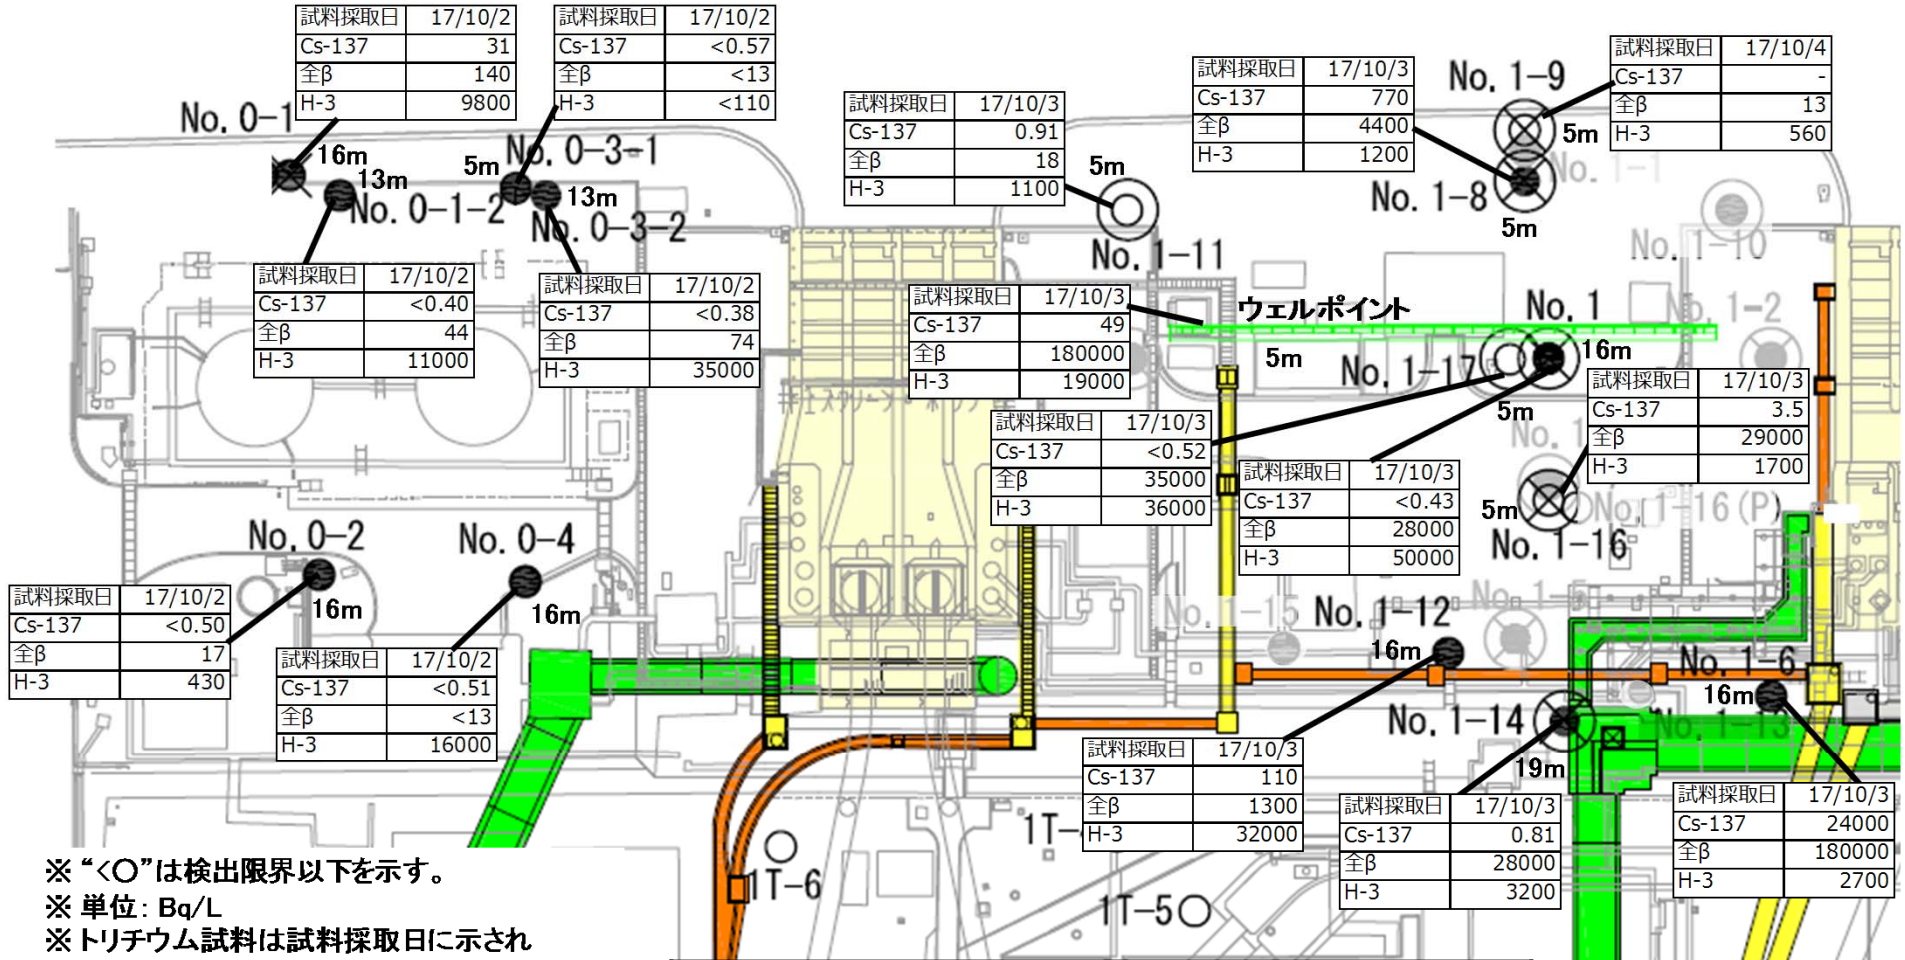 試料採取日 17/10/2
Cs-137 31
全β 140
H-3 9800
試料採取日 17/10/2
Cs-137 <0.57
全β <13
H-3 <110
試料採取日 17/10/3
Cs-137 0.91
全β 18
H-3 1100
試料採取日 17/10/3
Cs-137 770
全β 4400
H-3 1200
試料採取日 17/10/4
Cs-137 -
全β 13
H-3 560
No. 0-1
16m
13m
No. 0-1-2
5m
No. 0-3-1
13m
No. 0-3-2
5m
No. 1-11
No. 1-9
5m
No. 1-1
No. 1-8
5m
No. 1-10
試料採取日 17/10/2
Cs-137 <0.40
全β 44
H-3 11000
試料採取日 17/10/2
Cs-137 <0.38
全β 74
H-3 35000
試料採取日 17/10/3
Cs-137 49
全β 180000
H-3 19000
ウェルポイント
5m
No. 1
16m
No. 1-2
No. 1-17
5m
試料採取日 17/10/3
Cs-137 3.5
全β 29000
H-3 1700
試料採取日 17/10/3
Cs-137 <0.52
全β 35000
H-3 36000
試料採取日 17/10/3
Cs-137 <0.43
全β 28000
H-3 50000
No. 1
5m
No. 1-16(P)
No. 1-16
No. 0-2
16m
No. 0-4
16m
No. 1-15
No. 1-12
16m
No. 1-5
No. 1-6
16m
No. 1-14
19m
No. 1-13
試料採取日 17/10/2
Cs-137 <0.50
全β 17
H-3 430
試料採取日 17/10/2
Cs-137 <0.51
全β <13
H-3 16000
試料採取日 17/10/3
Cs-137 110
全β 1300
H-3 32000
試料採取日 17/10/3
Cs-137 0.81
全β 28000
H-3 3200
試料採取日 17/10/3
Cs-137 24000
全β 180000
H-3 2700
1T-
1T-6
1T-5
※ “<○”は検出限界以下を示す。
※ 単位: Bq/L
※ トリチウム試料は試料採取日に示され